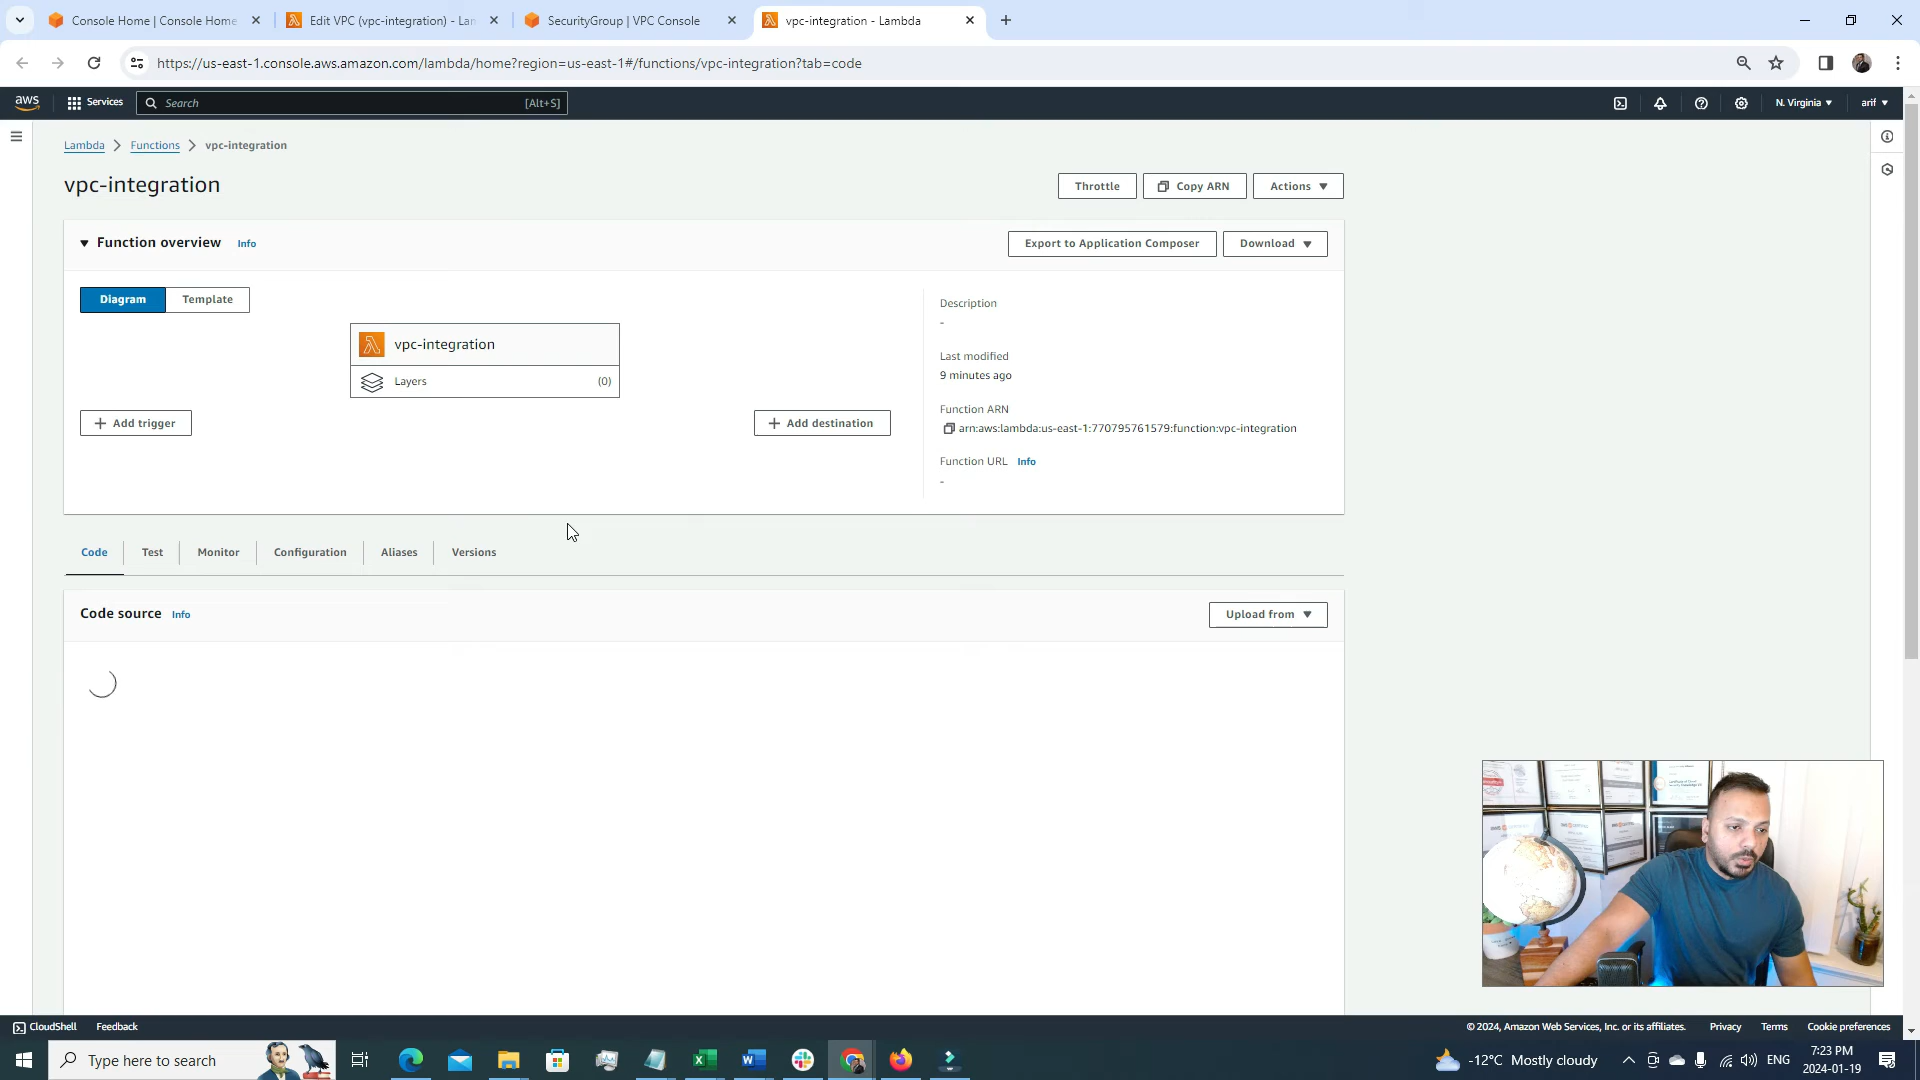 Console Home | Console Home
Edit VPC (vpc-integration) - Lan
SecurityGroup | VPC Console
vpc-integration - Lambda
https://us-east-1.console.aws.amazon.com/lambda/home?region=us-east-1#/functions/vpc-integration?tab=code
aws
Services
Search
[Alt+S]
N. Virginia
arif
Lambda
Functions
vpc-integration
vpc-integration
Throttle
Copy ARN
Actions
Function overview
Info
Export to Application Composer
Download
Diagram
Template
vpc-integration
Layers
(0)
Add trigger
Add destination
Description
-
Last modified
9 minutes ago
Function ARN
arn:aws:lambda:us-east-1:770795761579:function:vpc-integration
Function URL
Info
-
Code
Test
Monitor
Configuration
Aliases
Versions
Code source
Info
Upload from
CloudShell
Feedback
© 2024, Amazon Web Services, Inc. or its affiliates.
Privacy
Terms
Cookie preferences
Type here to search
-12°C Mostly cloudy
ENG
7:23 PM
2024-01-19